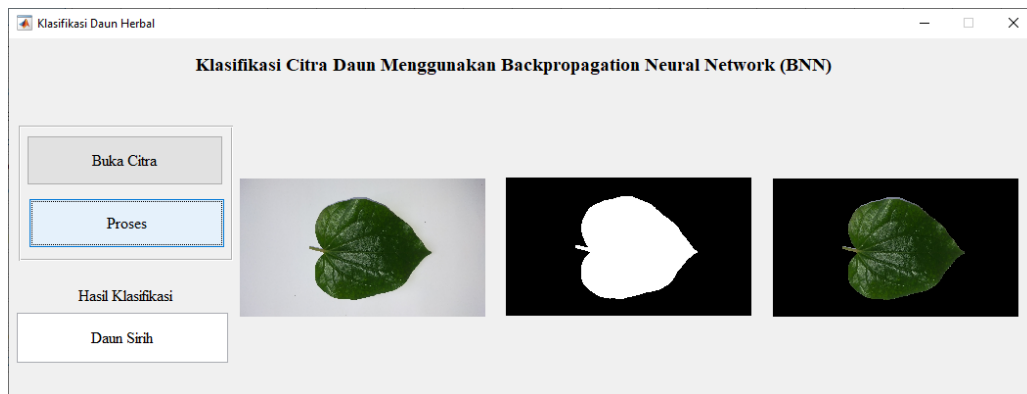 Klasifikasi Daun Herbal
Klasifikasi Citra Daun Menggunakan Backpropagation Neural Network (BNN)
Buka Citra
Proses
Hasil Klasifikasi
Daun Sirih